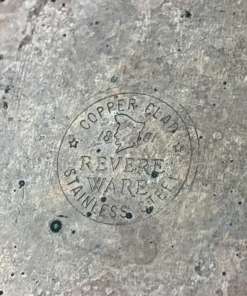 COPPER CLAD
1801
REVERE
WARE
STAINLESS STEEL